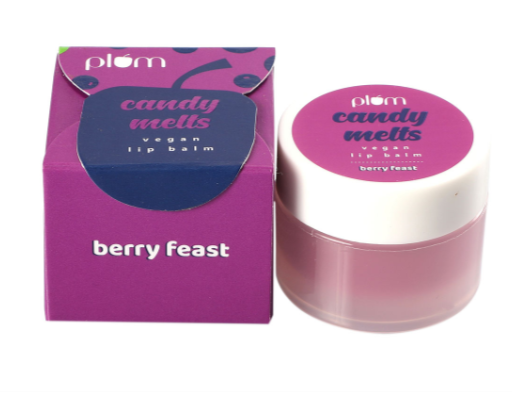 plum
candy
melts
vegan
lip balm
berry feast
plum
candy
melts
vegan
lip balm
berry feast